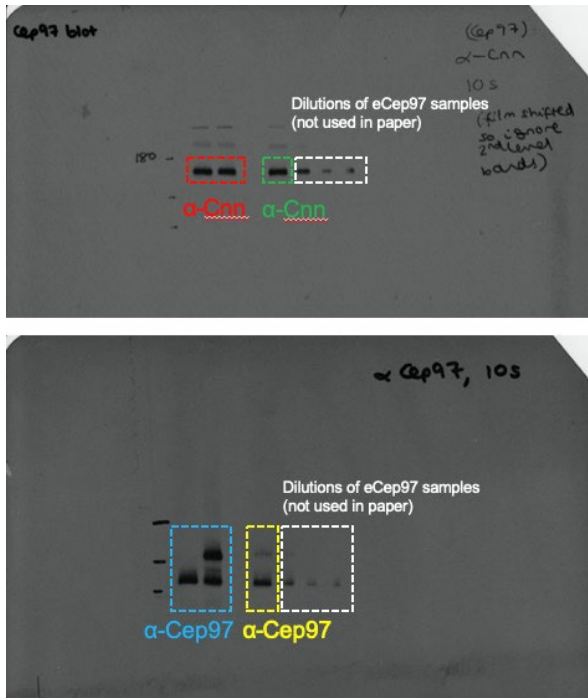 Cep97 blot
(Cep97)
α-Cnn
10s
(film shifted
so ignore
2nd level
bands)
Dilutions of eCep97 samples
(not used in paper)
180
α-Cnn
α-Cnn
α Cep97, 10s
Dilutions of eCep97 samples
(not used in paper)
α-Cep97
α-Cep97